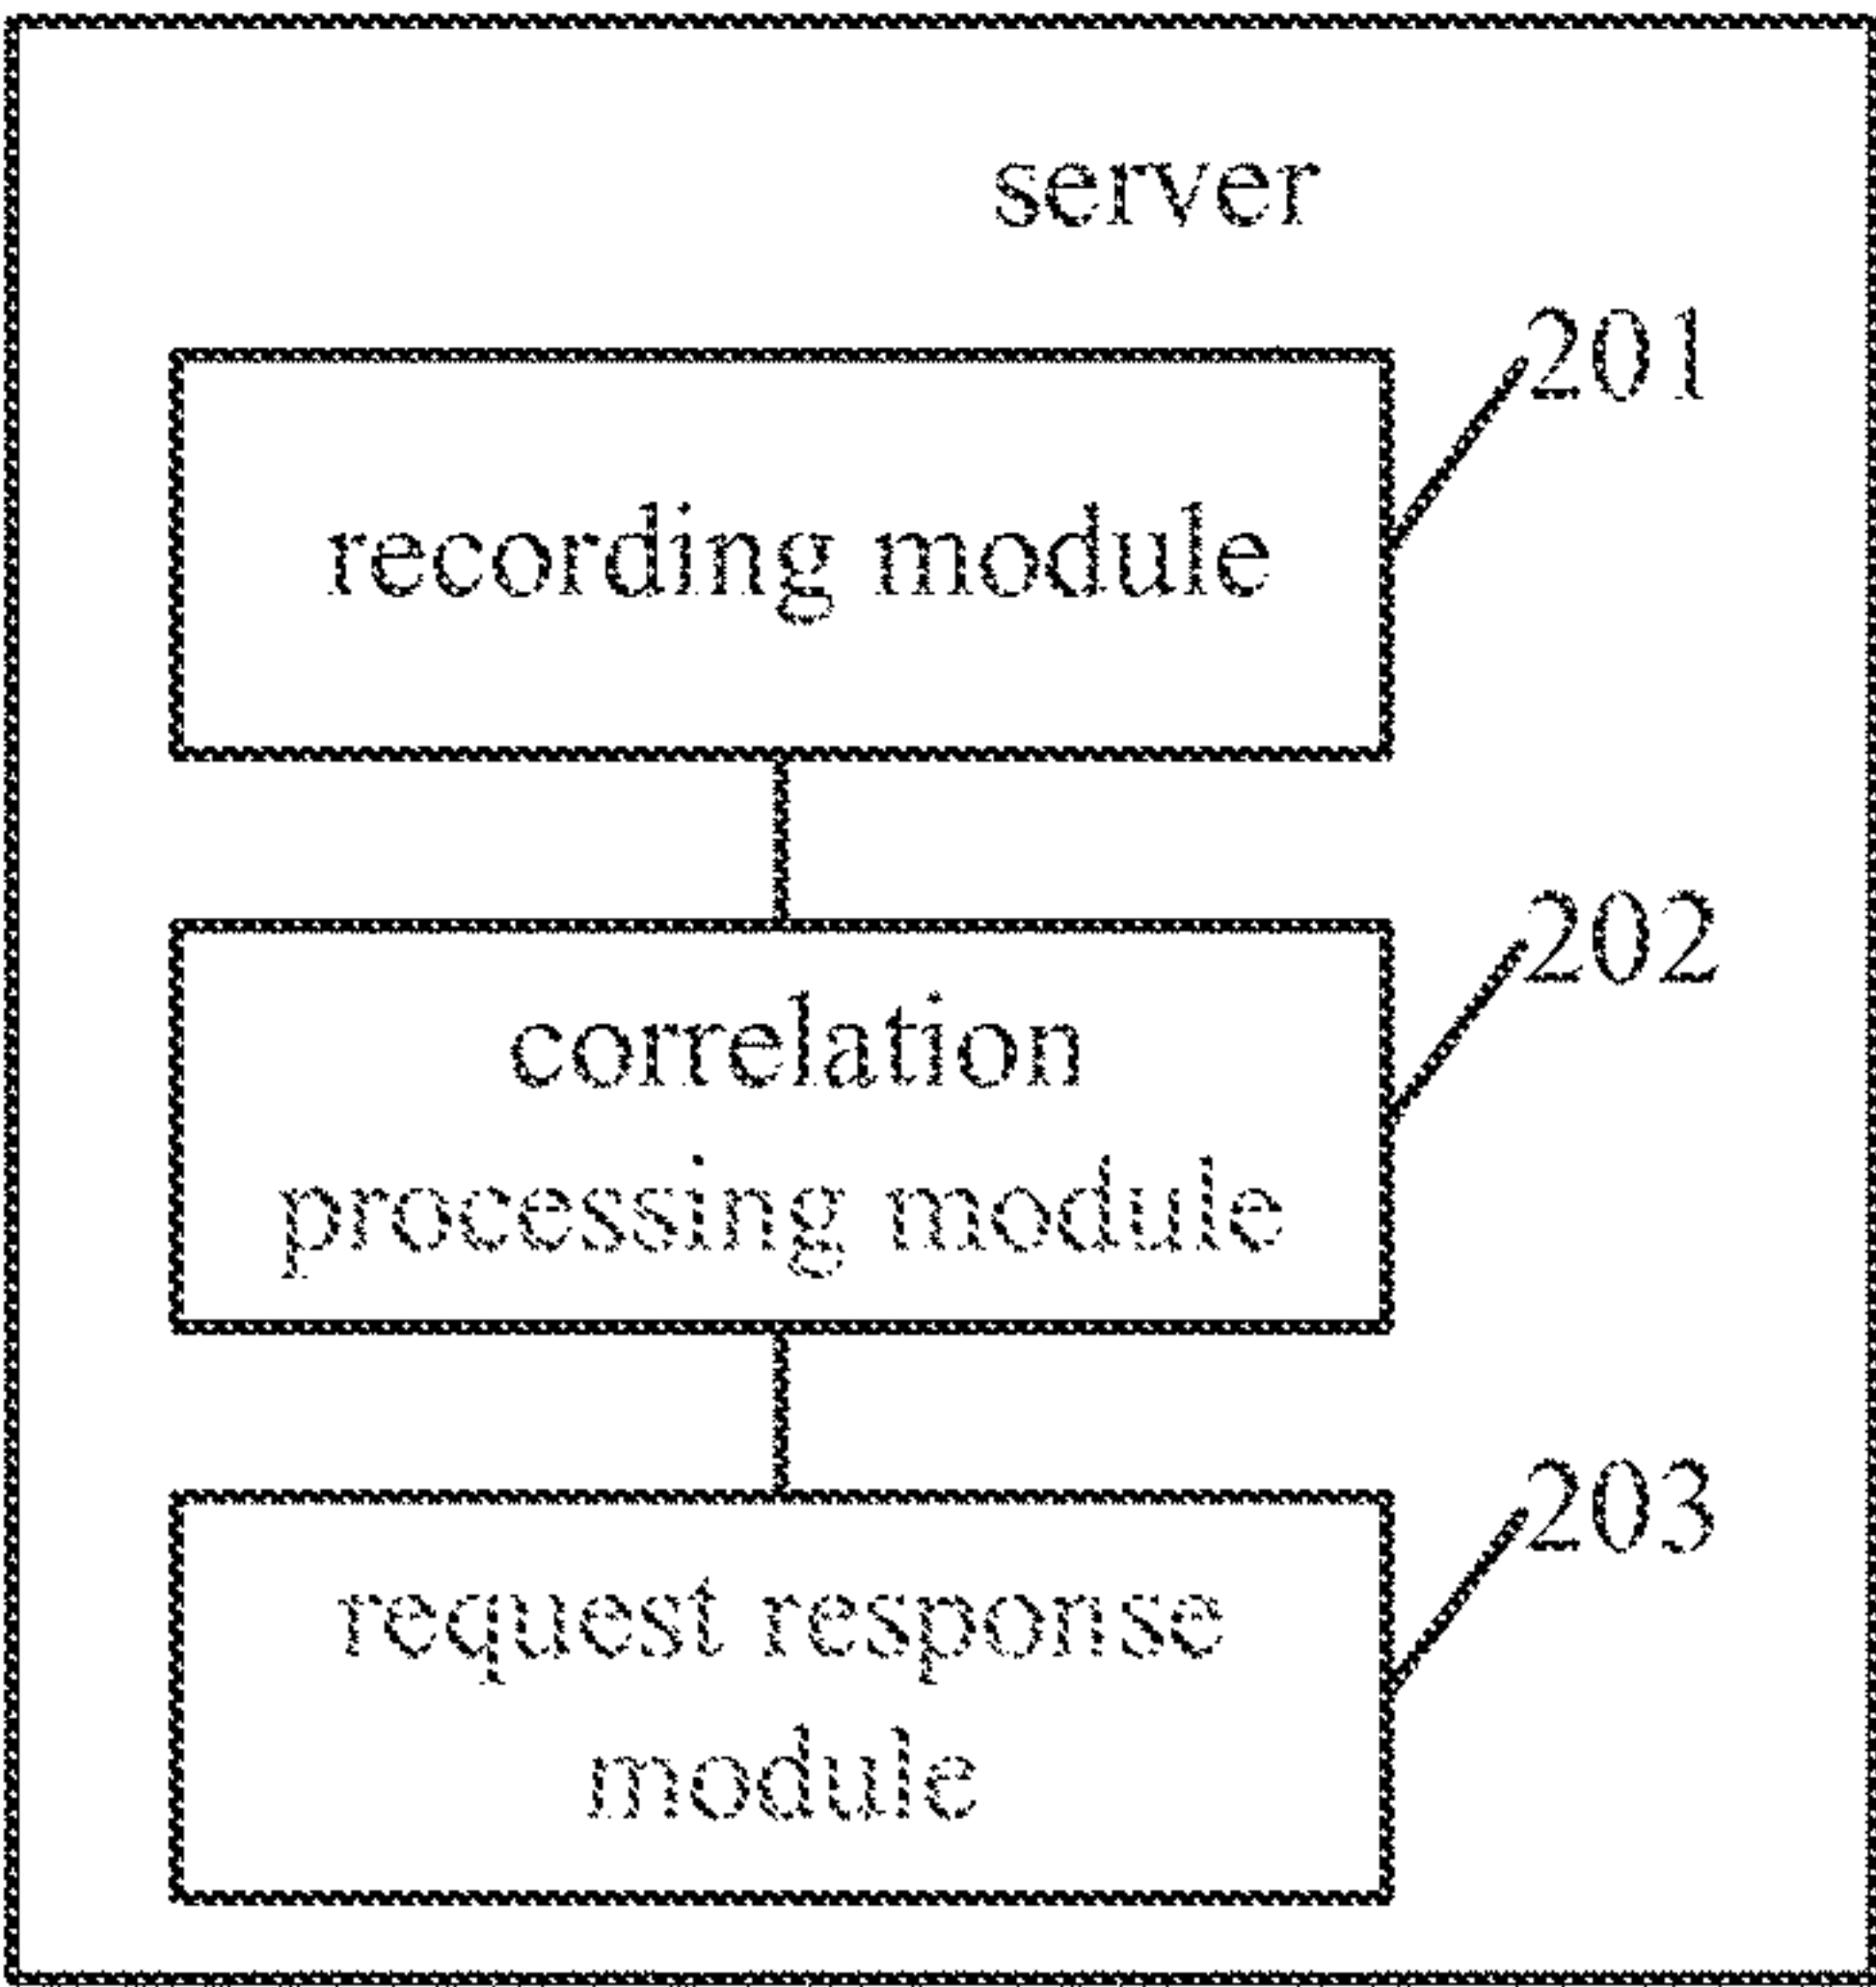 server
201
recording module
202
correlation
processing module
203
request response
module